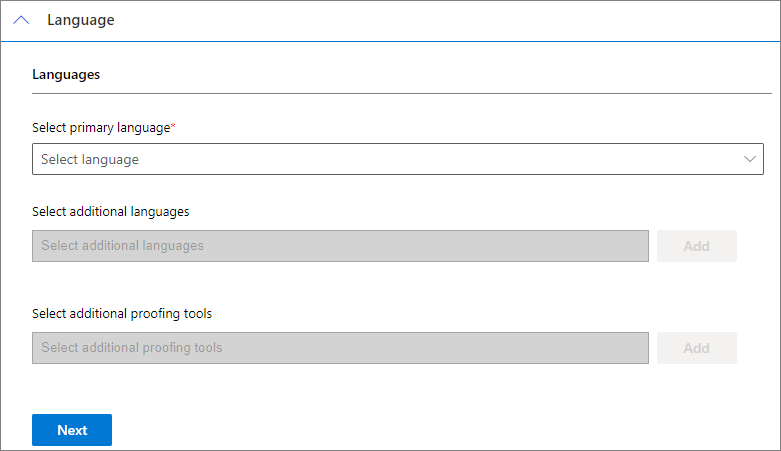 Language
Languages
Select primary language*
Select language
Select additional languages
Select additional languages
Add
Select additional proofing tools
Select additional proofing tools
Add
Next